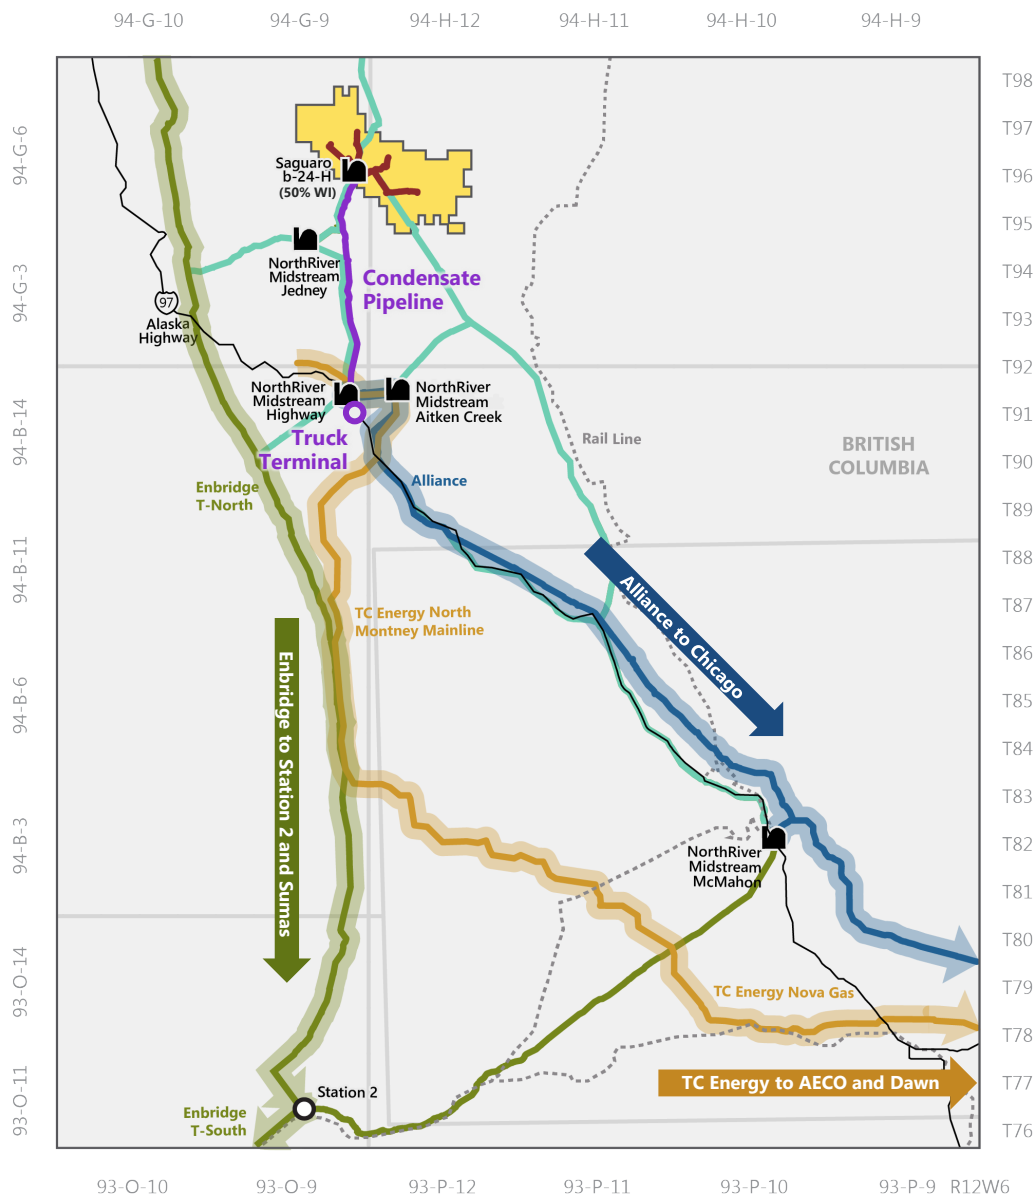 94-G-10
94-G-9
94-H-12
94-H-11
94-H-10
94-H-9
T98
T97
T96
T95
T94
T93
T92
T91
T90
T89
T88
T87
T86
T85
T84
T83
T82
T81
T80
T79
T78
T77
T76
94-G-6
94-G-3
94-B-14
94-B-11
94-B-6
94-B-3
93-O-14
93-O-11
Saguaro
b-24-H
(50% WI)
NorthRiver
Midstream
Jedney
Condensate
Pipeline
97
Alaska
Highway
NorthRiver
Midstream
Highway
NorthRiver
Midstream
Aitken Creek
Truck
Terminal
Rail Line
BRITISH
COLUMBIA
Alliance
Enbridge
T-North
TC Energy North
Montney Mainline
Alliance to Chicago
Enbridge to Station 2 and Sumas
NorthRiver
Midstream
McMahon
TC Energy Nova Gas
TC Energy to AECO and Dawn
Station 2
Enbridge
T-South
93-O-10
93-O-9
93-P-12
93-P-11
93-P-10
93-P-9
R12W6